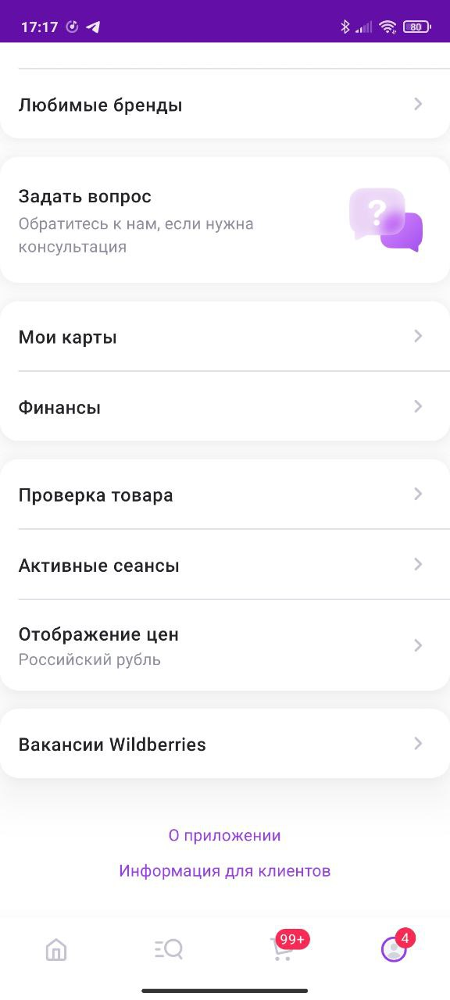 17:17
80
Любимые бренды
Задать вопрос
Обратитесь к нам, если нужна
консультация
?
Мои карты
Финансы
Проверка товара
Активные сеансы
Отображение цен
Российский рубль
Вакансии Wildberries
О приложении
Информация для клиентов
99+
4